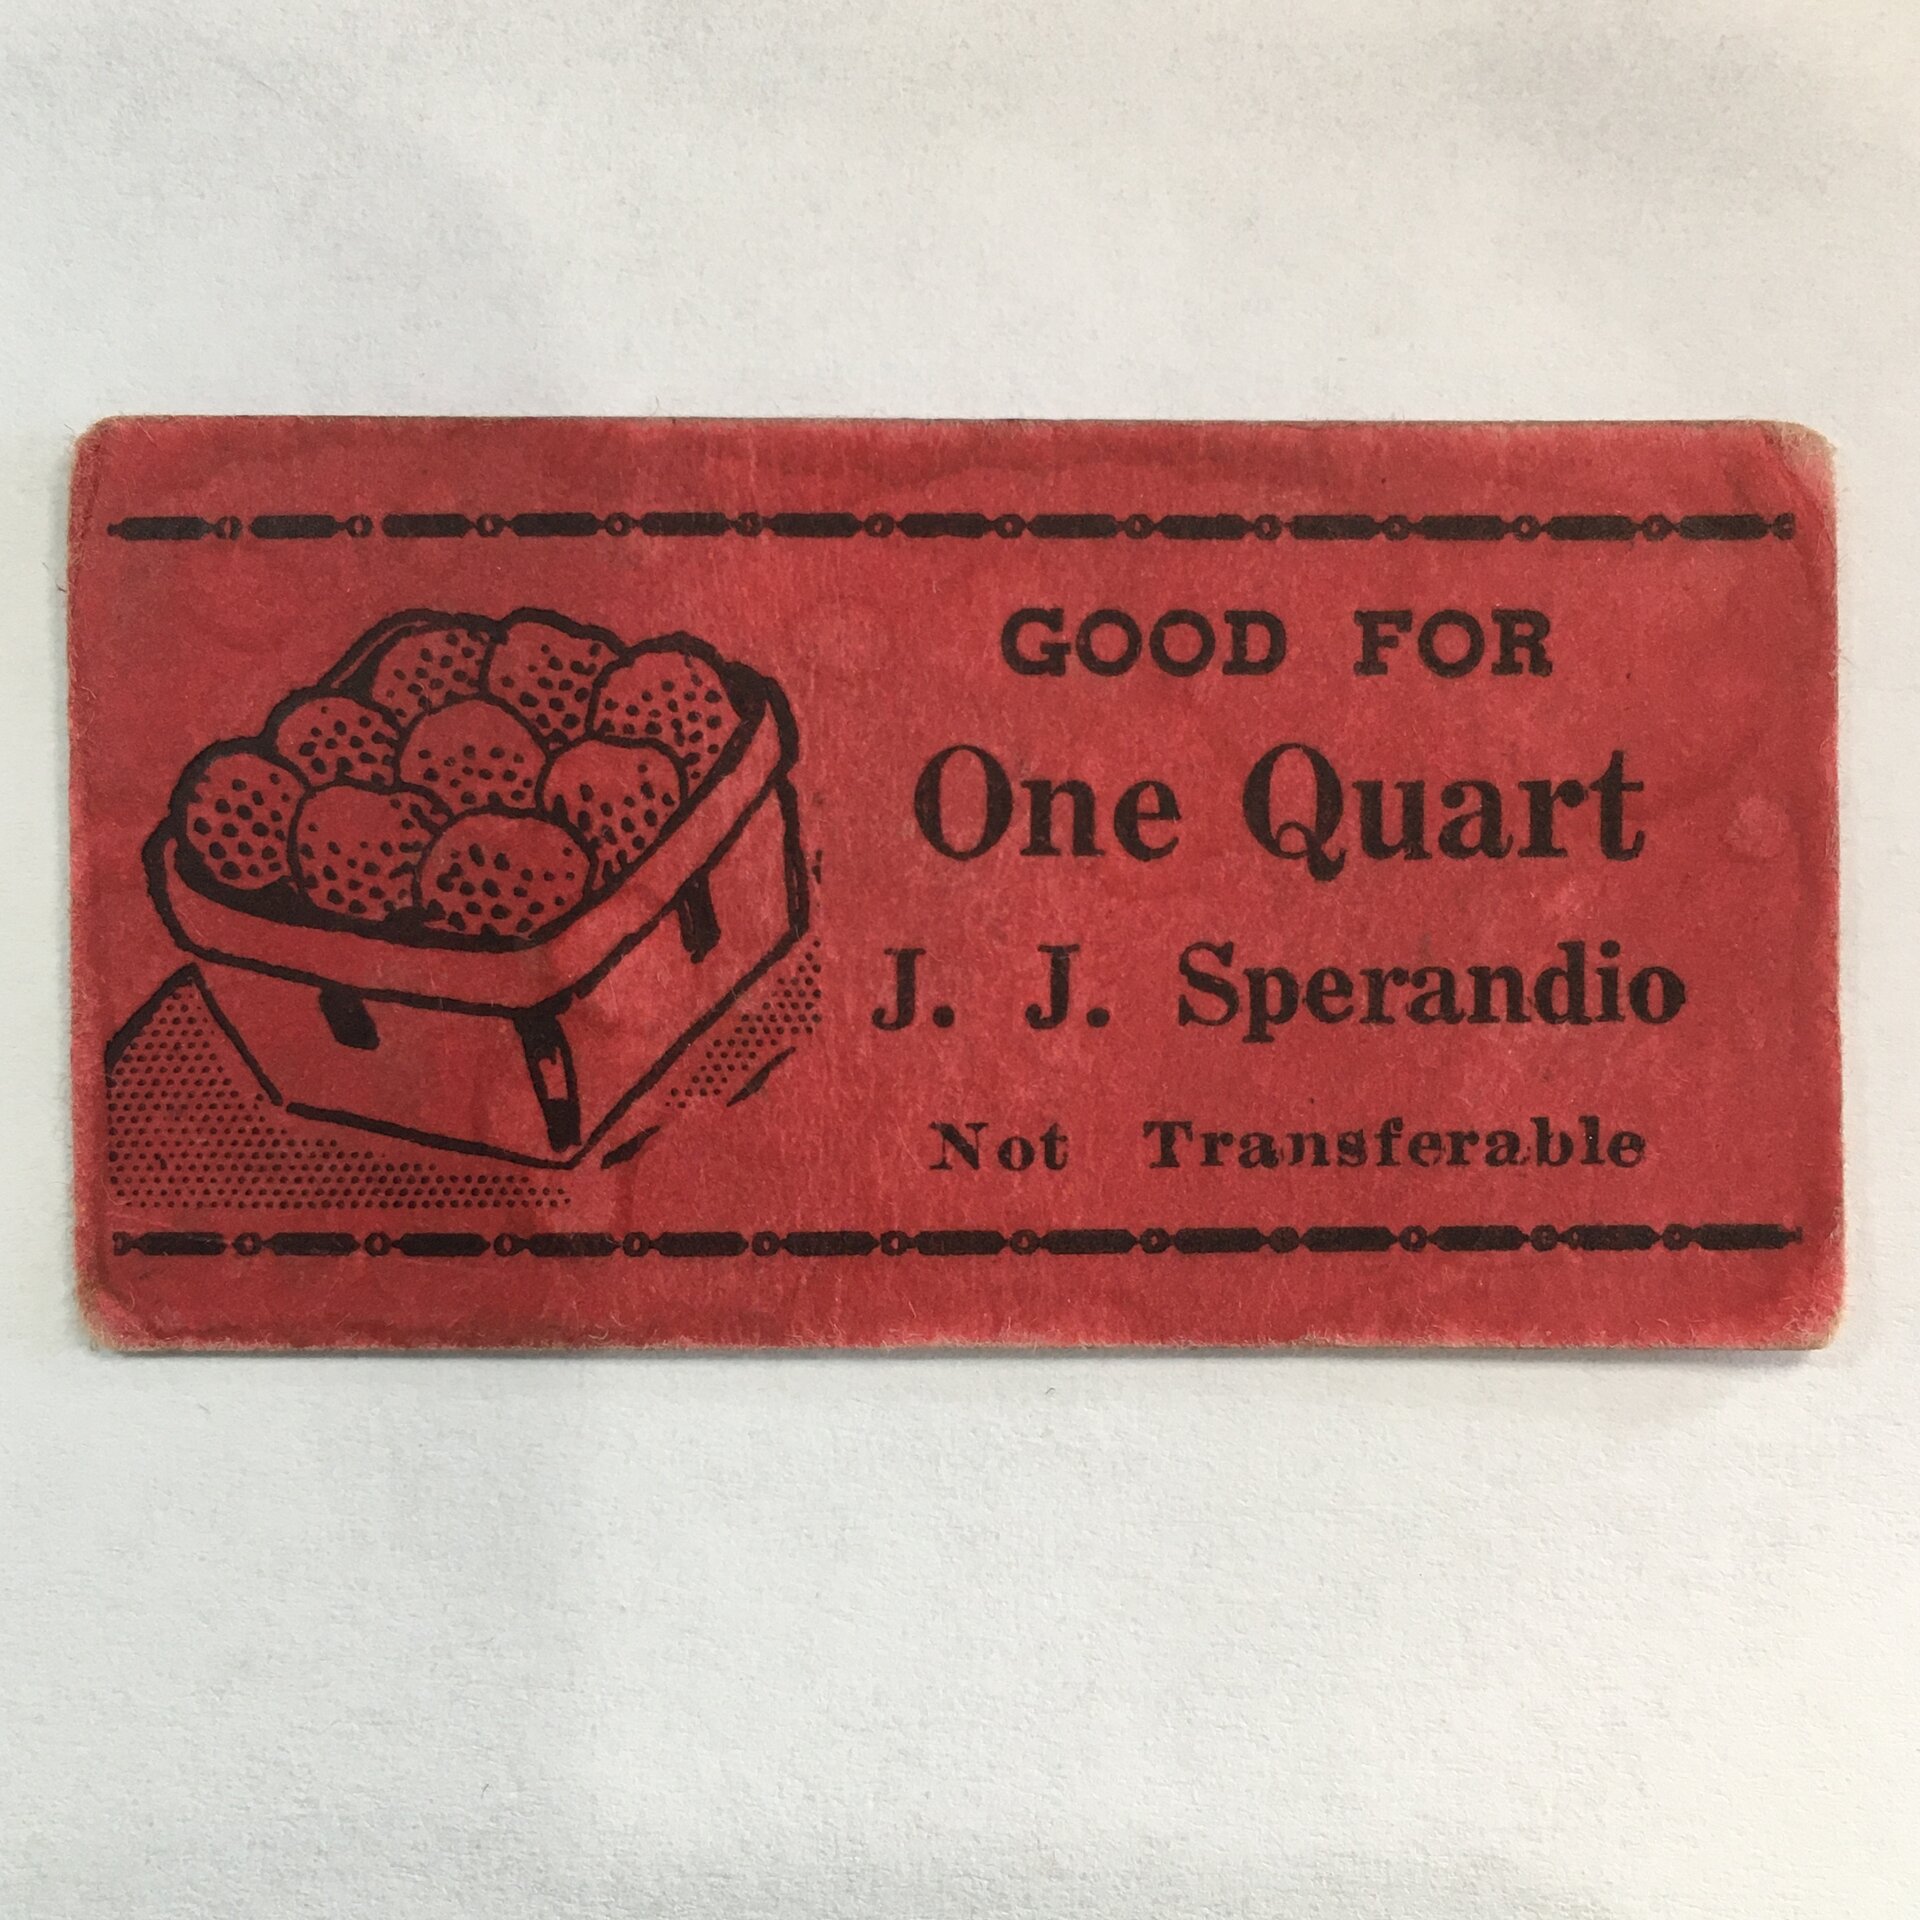 GOOD FOR
One Quart
J. J. Sperandio
Not Transferable